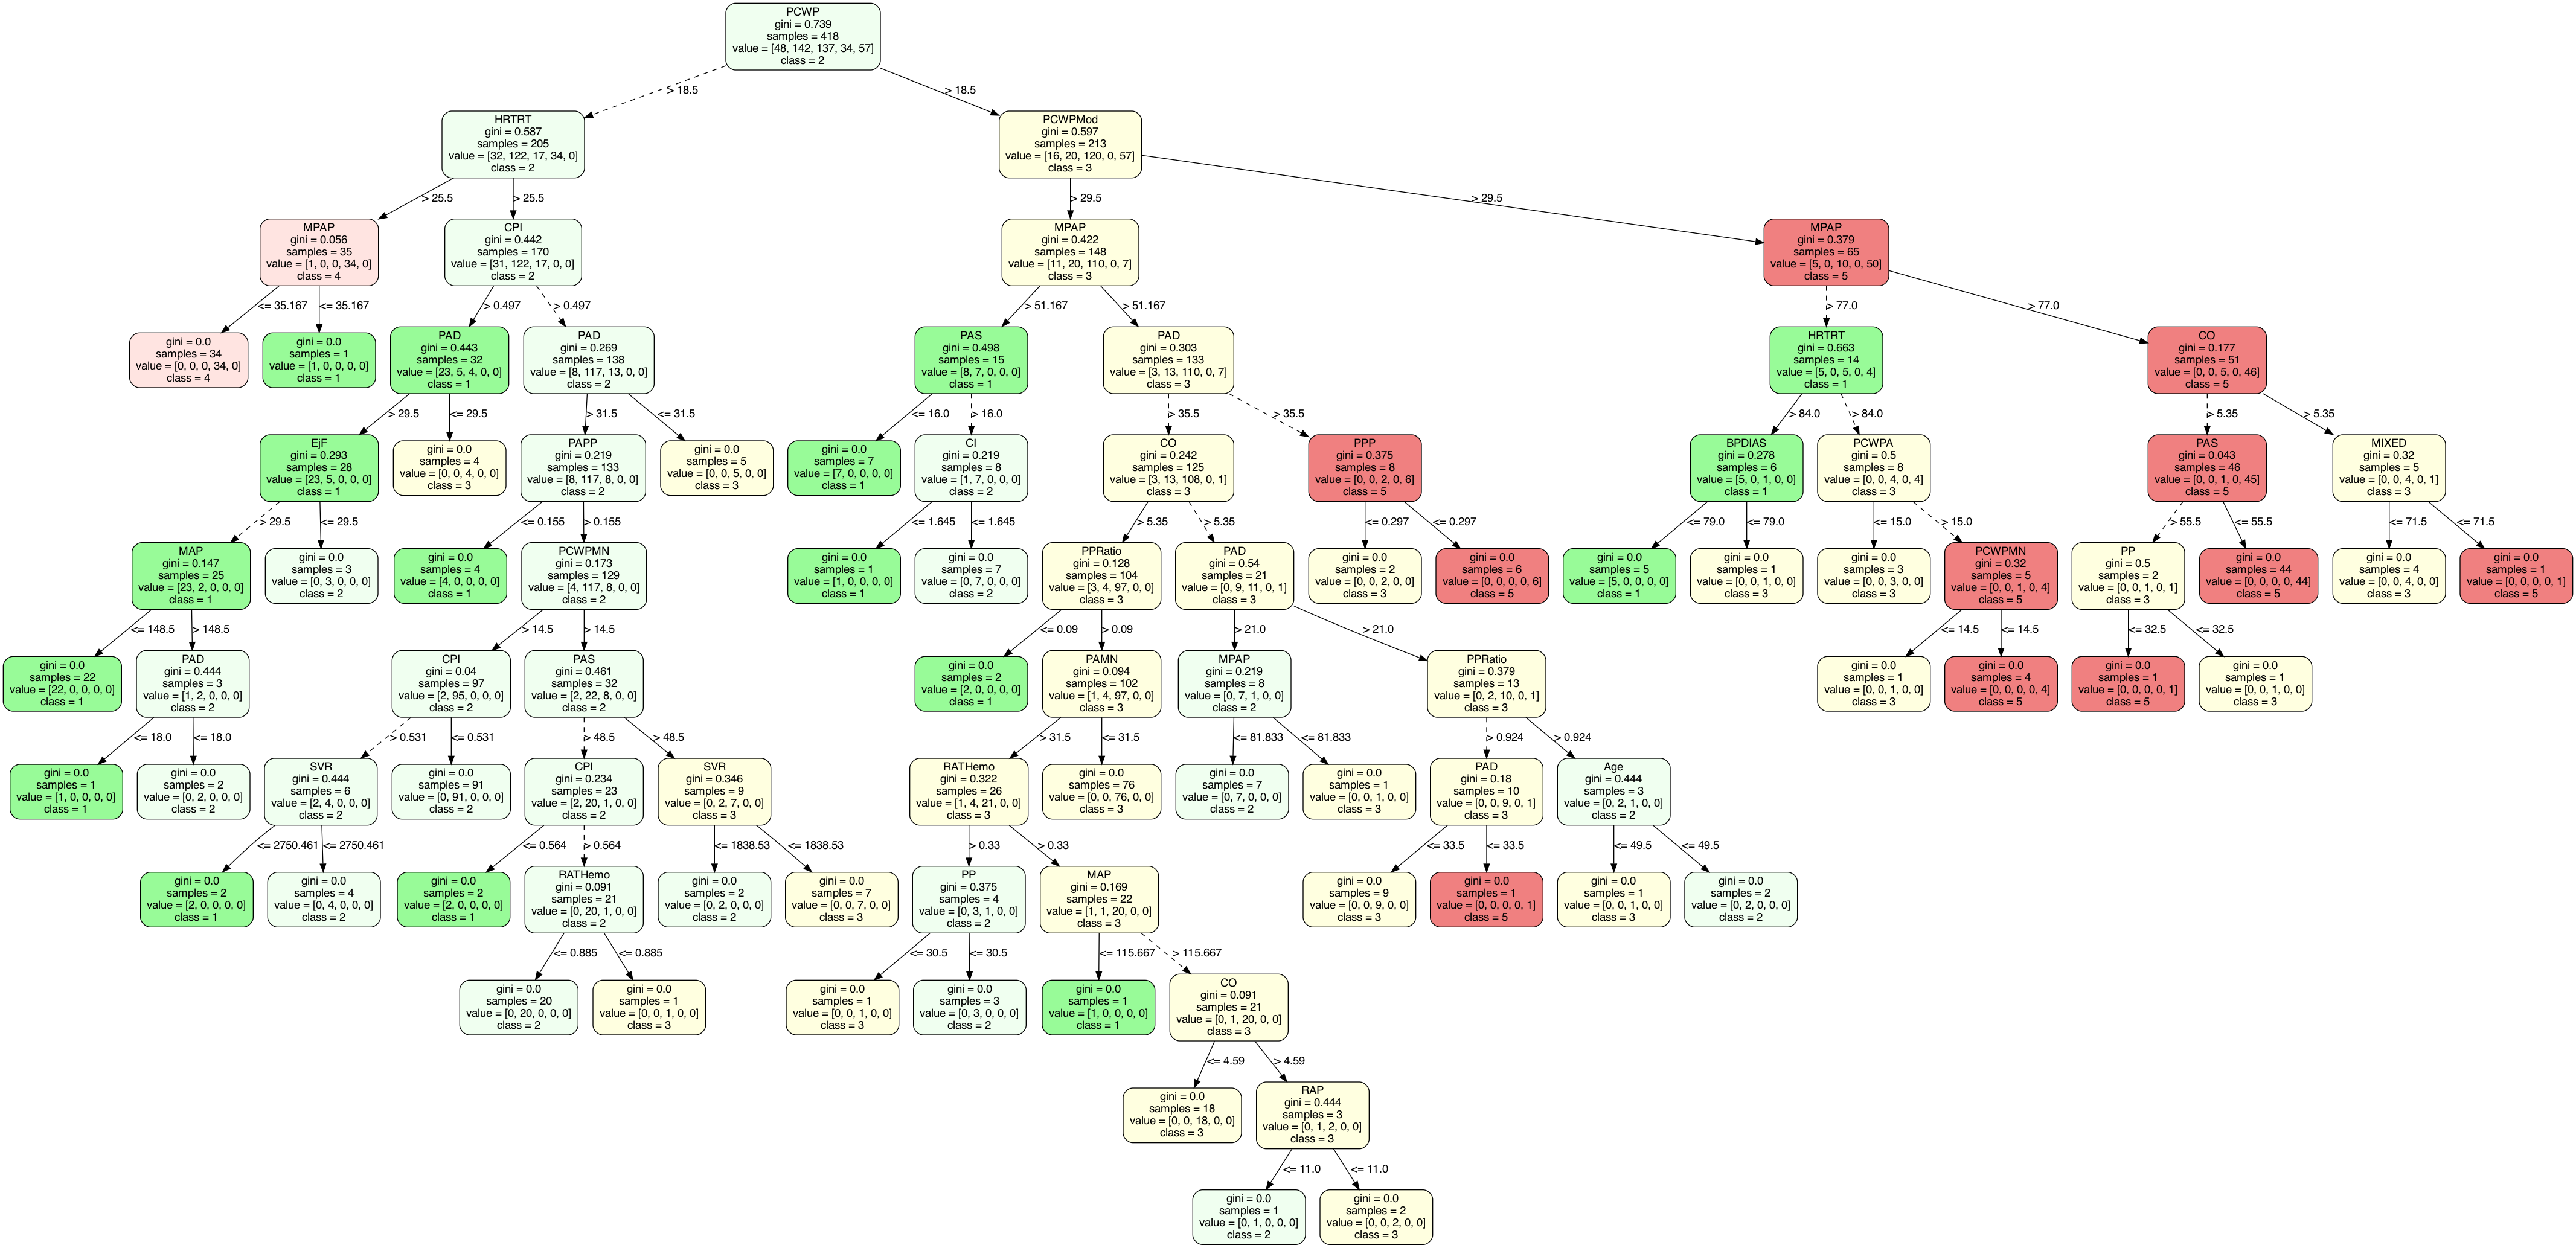 PCWP
gini = 0.739
samples = 418
value = [48, 142, 137, 34, 57]
class = 2
> 18.5
> 18.5
HRTRT
gini = 0.587
samples = 205
value = [32, 122, 17, 34, 0]
class = 2
PCWPMod
gini = 0.597
samples = 213
value = [16, 20, 120, 0, 57]
class = 3
> 25.5
> 25.5
> 29.5
> 29.5
MPAP
gini = 0.056
samples = 35
value = [1, 0, 0, 34, 0]
class = 4
CPI
gini = 0.442
samples = 170
value = [31, 122, 17, 0, 0]
class = 2
MPAP
gini = 0.422
samples = 148
value = [11, 20, 110, 0, 7]
class = 3
MPAP
gini = 0.379
samples = 65
value = [5, 0, 10, 0, 50]
class = 5
<= 35.167
<= 35.167
> 0.497
> 0.497
> 51.167
> 51.167
> 77.0
> 77.0
gini = 0.0
samples = 34
value = [0, 0, 0, 34, 0]
class = 4
gini = 0.0
samples = 1
value = [1, 0, 0, 0, 0]
class = 1
PAD
gini = 0.443
samples = 32
value = [23, 5, 4, 0, 0]
class = 1
PAD
gini = 0.269
samples = 138
value = [8, 117, 13, 0, 0]
class = 2
PAS
gini = 0.498
samples = 15
value = [8, 7, 0, 0, 0]
class = 1
PAD
gini = 0.303
samples = 133
value = [3, 13, 110, 0, 7]
class = 3
HRTRT
gini = 0.663
samples = 14
value = [5, 0, 5, 0, 4]
class = 1
CO
gini = 0.177
samples = 51
value = [0, 0, 5, 0, 46]
class = 5
> 29.5
<= 29.5
> 31.5
<= 31.5
<= 16.0
> 16.0
> 35.5
> 35.5
> 84.0
> 84.0
> 5.35
> 5.35
EjF
gini = 0.293
samples = 28
value = [23, 5, 0, 0, 0]
class = 1
gini = 0.0
samples = 4
value = [0, 0, 4, 0, 0]
class = 3
PAPP
gini = 0.219
samples = 133
value = [8, 117, 8, 0, 0]
class = 2
gini = 0.0
samples = 5
value = [0, 0, 5, 0, 0]
class = 3
gini = 0.0
samples = 7
value = [7, 0, 0, 0, 0]
class = 1
CI
gini = 0.219
samples = 8
value = [1, 7, 0, 0, 0]
class = 2
CO
gini = 0.242
samples = 125
value = [3, 13, 108, 0, 1]
class = 3
PPP
gini = 0.375
samples = 8
value = [0, 0, 2, 0, 6]
class = 5
BPDIAS
gini = 0.278
samples = 6
value = [5, 0, 1, 0, 0]
class = 1
PCWPA
gini = 0.5
samples = 8
value = [0, 0, 4, 0, 4]
class = 3
PAS
gini = 0.043
samples = 46
value = [0, 0, 1, 0, 45]
class = 5
MIXED
gini = 0.32
samples = 5
value = [0, 0, 4, 0, 1]
class = 3
> 29.5
<= 29.5
<= 0.155
> 0.155
<= 1.645
<= 1.645
> 5.35
> 5.35
<= 0.297
<= 0.297
<= 79.0
<= 79.0
<= 15.0
> 15.0
> 55.5
<= 55.5
<= 71.5
<= 71.5
MAP
gini = 0.147
samples = 25
value = [23, 2, 0, 0, 0]
class = 1
gini = 0.0
samples = 3
value = [0, 3, 0, 0, 0]
class = 2
gini = 0.0
samples = 4
value = [4, 0, 0, 0, 0]
class = 1
PCWPMN
gini = 0.173
samples = 129
value = [4, 117, 8, 0, 0]
class = 2
gini = 0.0
samples = 1
value = [1, 0, 0, 0, 0]
class = 1
gini = 0.0
samples = 7
value = [0, 7, 0, 0, 0]
class = 2
PPRatio
gini = 0.128
samples = 104
value = [3, 4, 97, 0, 0]
class = 3
PAD
gini = 0.54
samples = 21
value = [0, 9, 11, 0, 1]
class = 3
gini = 0.0
samples = 2
value = [0, 0, 2, 0, 0]
class = 3
gini = 0.0
samples = 6
value = [0, 0, 0, 0, 6]
class = 5
gini = 0.0
samples = 5
value = [5, 0, 0, 0, 0]
class = 1
gini = 0.0
samples = 1
value = [0, 0, 1, 0, 0]
class = 3
gini = 0.0
samples = 3
value = [0, 0, 3, 0, 0]
class = 3
PCWPMN
gini = 0.32
samples = 5
value = [0, 0, 1, 0, 4]
class = 5
PP
gini = 0.5
samples = 2
value = [0, 0, 1, 0, 1]
class = 3
gini = 0.0
samples = 44
value = [0, 0, 0, 0, 44]
class = 5
gini = 0.0
samples = 4
value = [0, 0, 4, 0, 0]
class = 3
gini = 0.0
samples = 1
value = [0, 0, 0, 0, 1]
class = 5
<= 148.5
> 148.5
> 14.5
> 14.5
<= 0.09
> 0.09
> 21.0
> 21.0
<= 14.5
<= 14.5
<= 32.5
<= 32.5
gini = 0.0
samples = 22
value = [22, 0, 0, 0, 0]
class = 1
PAD
gini = 0.444
samples = 3
value = [1, 2, 0, 0, 0]
class = 2
CPI
gini = 0.04
samples = 97
value = [2, 95, 0, 0, 0]
class = 2
PAS
gini = 0.461
samples = 32
value = [2, 22, 8, 0, 0]
class = 2
gini = 0.0
samples = 2
value = [2, 0, 0, 0, 0]
class = 1
PAMN
gini = 0.094
samples = 102
value = [1, 4, 97, 0, 0]
class = 3
MPAP
gini = 0.219
samples = 8
value = [0, 7, 1, 0, 0]
class = 2
PPRatio
gini = 0.379
samples = 13
value = [0, 2, 10, 0, 1]
class = 3
gini = 0.0
samples = 1
value = [0, 0, 1, 0, 0]
class = 3
gini = 0.0
samples = 4
value = [0, 0, 0, 0, 4]
class = 5
gini = 0.0
samples = 1
value = [0, 0, 0, 0, 1]
class = 5
gini = 0.0
samples = 1
value = [0, 0, 1, 0, 0]
class = 3
<= 18.0
<= 18.0
> 0.531
<= 0.531
> 48.5
> 48.5
> 31.5
<= 31.5
<= 81.833
<= 81.833
> 0.924
> 0.924
gini = 0.0
samples = 1
value = [1, 0, 0, 0, 0]
class = 1
gini = 0.0
samples = 2
value = [0, 2, 0, 0, 0]
class = 2
SVR
gini = 0.444
samples = 6
value = [2, 4, 0, 0, 0]
class = 2
gini = 0.0
samples = 91
value = [0, 91, 0, 0, 0]
class = 2
CPI
gini = 0.234
samples = 23
value = [2, 20, 1, 0, 0]
class = 2
SVR
gini = 0.346
samples = 9
value = [0, 2, 7, 0, 0]
class = 3
RATHemo
gini = 0.322
samples = 26
value = [1, 4, 21, 0, 0]
class = 3
gini = 0.0
samples = 76
value = [0, 0, 76, 0, 0]
class = 3
gini = 0.0
samples = 7
value = [0, 7, 0, 0, 0]
class = 2
gini = 0.0
samples = 1
value = [0, 0, 1, 0, 0]
class = 3
PAD
gini = 0.18
samples = 10
value = [0, 0, 9, 0, 1]
class = 3
Age
gini = 0.444
samples = 3
value = [0, 2, 1, 0, 0]
class = 2
<= 2750.461
<= 2750.461
<= 0.564
> 0.564
<= 1838.53
<= 1838.53
> 0.33
> 0.33
<= 33.5
<= 33.5
<= 49.5
<= 49.5
gini = 0.0
samples = 2
value = [2, 0, 0, 0, 0]
class = 1
gini = 0.0
samples = 4
value = [0, 4, 0, 0, 0]
class = 2
gini = 0.0
samples = 2
value = [2, 0, 0, 0, 0]
class = 1
RATHemo
gini = 0.091
samples = 21
value = [0, 20, 1, 0, 0]
class = 2
gini = 0.0
samples = 2
value = [0, 2, 0, 0, 0]
class = 2
gini = 0.0
samples = 7
value = [0, 0, 7, 0, 0]
class = 3
PP
gini = 0.375
samples = 4
value = [0, 3, 1, 0, 0]
class = 2
MAP
gini = 0.169
samples = 22
value = [1, 1, 20, 0, 0]
class = 3
gini = 0.0
samples = 9
value = [0, 0, 9, 0, 0]
class = 3
gini = 0.0
samples = 1
value = [0, 0, 0, 0, 1]
class = 5
gini = 0.0
samples = 1
value = [0, 0, 1, 0, 0]
class = 3
gini = 0.0
samples = 2
value = [0, 2, 0, 0, 0]
class = 2
<= 0.885
<= 0.885
<= 30.5
<= 30.5
<= 115.667
> 115.667
gini = 0.0
samples = 20
value = [0, 20, 0, 0, 0]
class = 2
gini = 0.0
samples = 1
value = [0, 0, 1, 0, 0]
class = 3
gini = 0.0
samples = 1
value = [0, 0, 1, 0, 0]
class = 3
gini = 0.0
samples = 3
value = [0, 3, 0, 0, 0]
class = 2
gini = 0.0
samples = 1
value = [1, 0, 0, 0, 0]
class = 1
CO
gini = 0.091
samples = 21
value = [0, 1, 20, 0, 0]
class = 3
<= 4.59
> 4.59
gini = 0.0
samples = 18
value = [0, 0, 18, 0, 0]
class = 3
RAP
gini = 0.444
samples = 3
value = [0, 1, 2, 0, 0]
class = 3
<= 11.0
<= 11.0
gini = 0.0
samples = 1
value = [0, 1, 0, 0, 0]
class = 2
gini = 0.0
samples = 2
value = [0, 0, 2, 0, 0]
class = 3